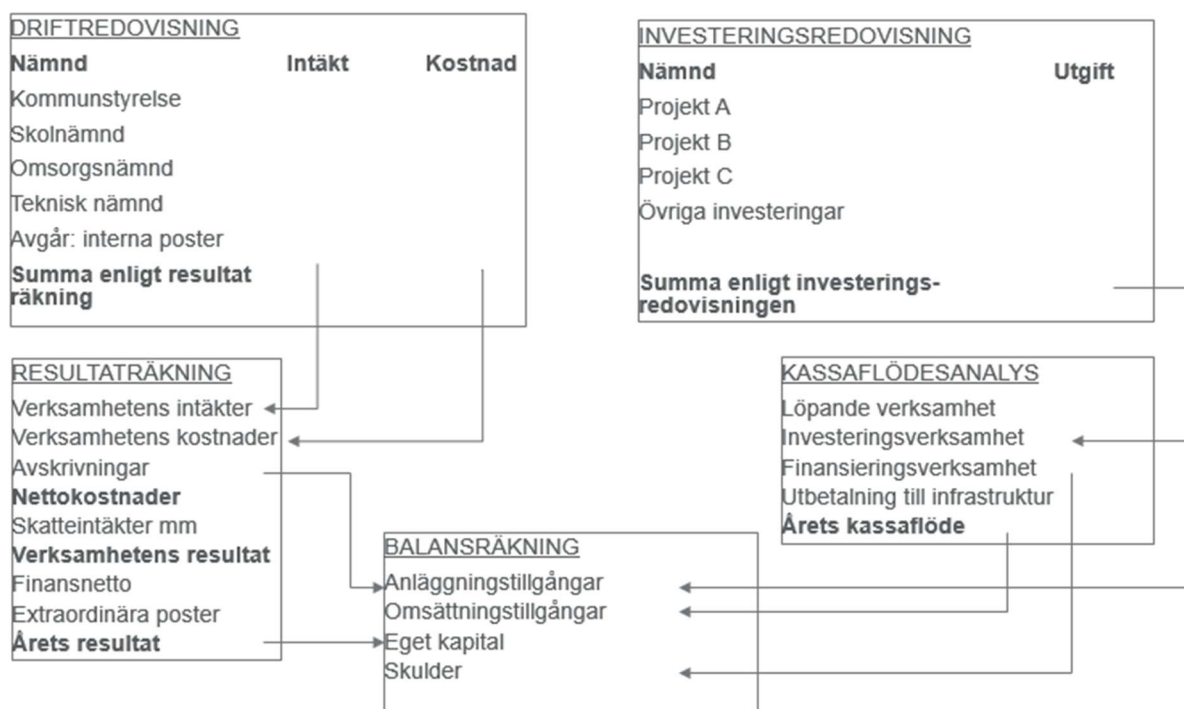 DRIFTREDOVISNING
Nämnd Intäkt Kostnad
Kommunstyrelse
Skolnämnd
Omsorgsnämnd
Teknisk nämnd
Avgår: interna poster
Summa enligt resultat
räkning
INVESTERINGSREDOVISNING
Nämnd Utgift
Projekt A
Projekt B
Projekt C
Övriga investeringar
Summa enligt investerings-
redovisningen
RESULTATRÄKNING
Verksamhetens intäkter
Verksamhetens kostnader
Avskrivningar
Nettokostnader
Skatteintäkter mm
Verksamhetens resultat
Finansnetto
Extraordinära poster
Årets resultat
KASSAFLÖDESANALYS
Löpande verksamhet
Investeringsverksamhet
Finansieringsverksamhet
Utbetalning till infrastruktur
Årets kassaflöde
BALANSRÄKNING
Anläggningstillgångar
Omsättningstillgångar
Eget kapital
Skulder